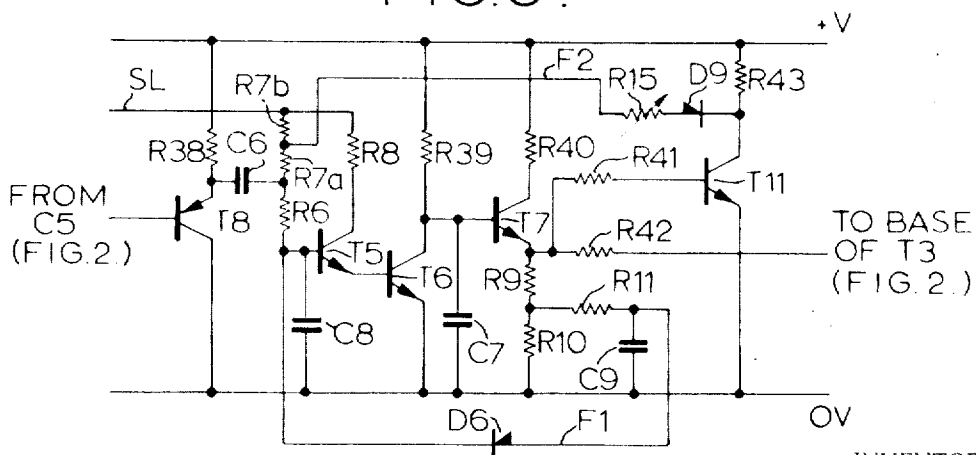 +V
SL
R7b
F2
R15
D9
R43
R38
C6
R7a
R8
R39
R40
R41
T11
FROM
C5
(FIG.2.)
T8
R6
T5
T6
T7
R42
TO BASE
OF T3
(FIG.2.)
R9
R11
C8
C7
R10
C9
OV
D6
F1